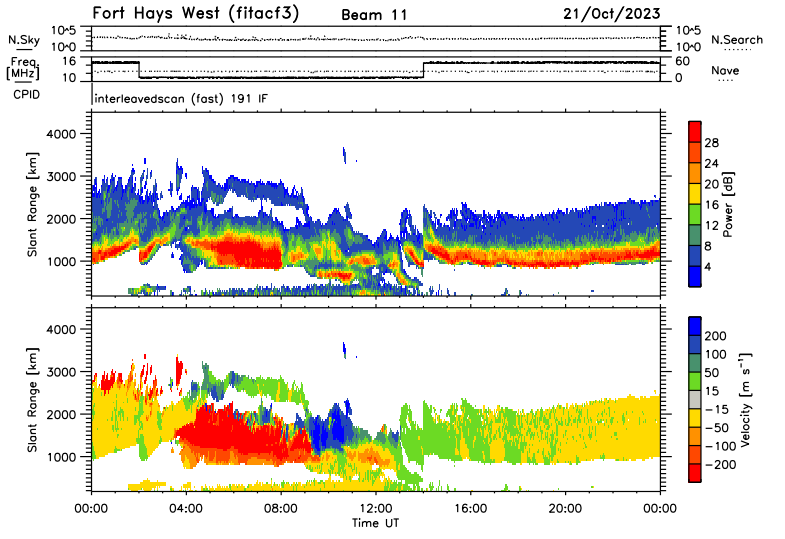 Fort Hays West (fitacf3) Beam 11 21/Oct/2023
N.Sky 10^5 10^0 10^5 10^0 N.Search
Freq. [MHz] 16 10 60 0 Nave
CPID interleavedscan (fast) 191 IF
Slant Range [km] 4000 3000 2000 1000
28 24 20 16 12 8 4 Power [dB]
Slant Range [km] 4000 3000 2000 1000
200 100 50 15 −15 −50 −100 −200 Velocity [m s⁻¹]
00:00 04:00 08:00 12:00 16:00 20:00 00:00
Time UT